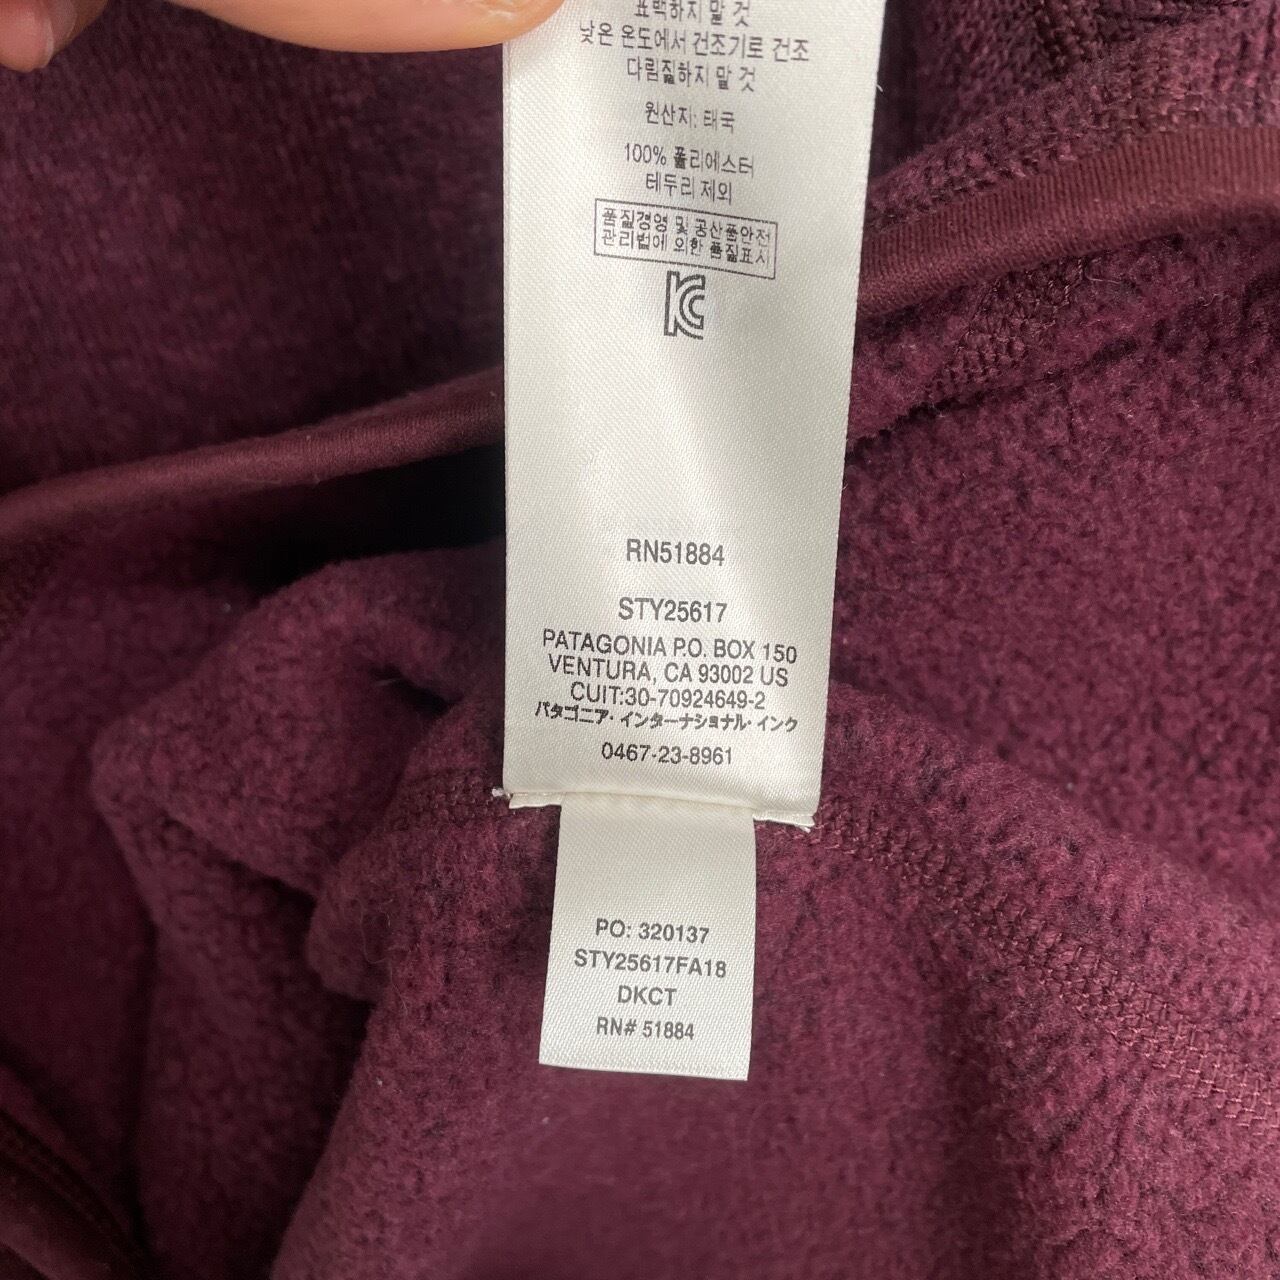 표백하지 말 것
낮은 온도에서 건조기로 건조
다림질하지 말 것
원산지: 태국
100% 폴리에스터
테두리 제외
품질경영 및 공산품안전
관리법에 의한 품질표시
KC
RN51884
STY25617
PATAGONIA P.O. BOX 150
VENTURA, CA 93002 US
CUIT:30-70924649-2
パタゴニア・インターナショナル・インク
0467-23-8961
PO: 320137
STY25617FA18
DKCT
RN# 51884